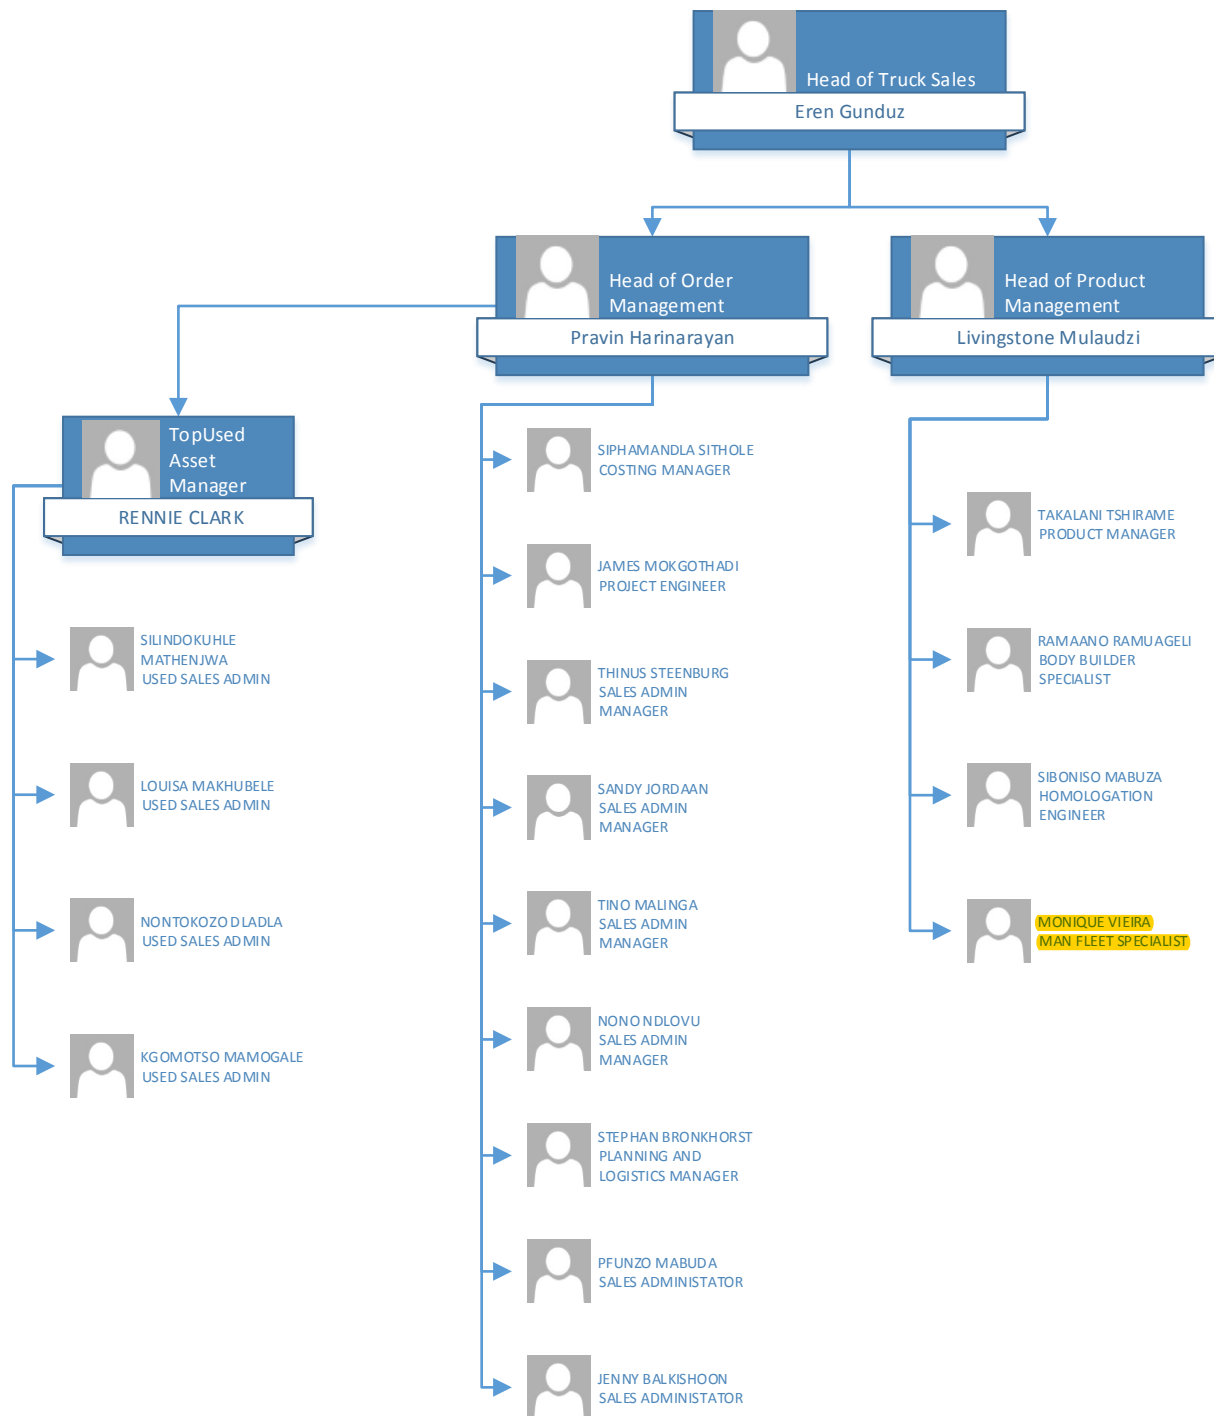 Head of Truck Sales
Eren Gunduz
Head of Order
Management
Pravin Harinarayan
Head of Product
Management
Livingstone Mulaudzi
TopUsed
Asset
Manager
RENNIE CLARK
SILINDOKUHLE
MATHENJWA
USED SALES ADMIN
LOUISA MAKHUBELE
USED SALES ADMIN
NONTOKOZO DLADLA
USED SALES ADMIN
KGOMOTSO MAMOGALE
USED SALES ADMIN
SIPHAMANDLA SITHOLE
COSTING MANAGER
JAMES MOKGOTHADI
PROJECT ENGINEER
THINUS STEENBURG
SALES ADMIN
MANAGER
SANDY JORDAAN
SALES ADMIN
MANAGER
TINO MALINGA
SALES ADMIN
MANAGER
NONO NDLOVU
SALES ADMIN
MANAGER
STEPHAN BRONKHORST
PLANNING AND
LOGISTICS MANAGER
PFUNZO MABUDA
SALES ADMINISTATOR
JENNY BALKISHOON
SALES ADMINISTATOR
TAKALANI TSHIRAME
PRODUCT MANAGER
RAMAANO RAMUAGELI
BODY BUILDER
SPECIALIST
SIBONISO MABUZA
HOMOLOGATION
ENGINEER
MONIQUE VIEIRA
MAN FLEET SPECIALIST